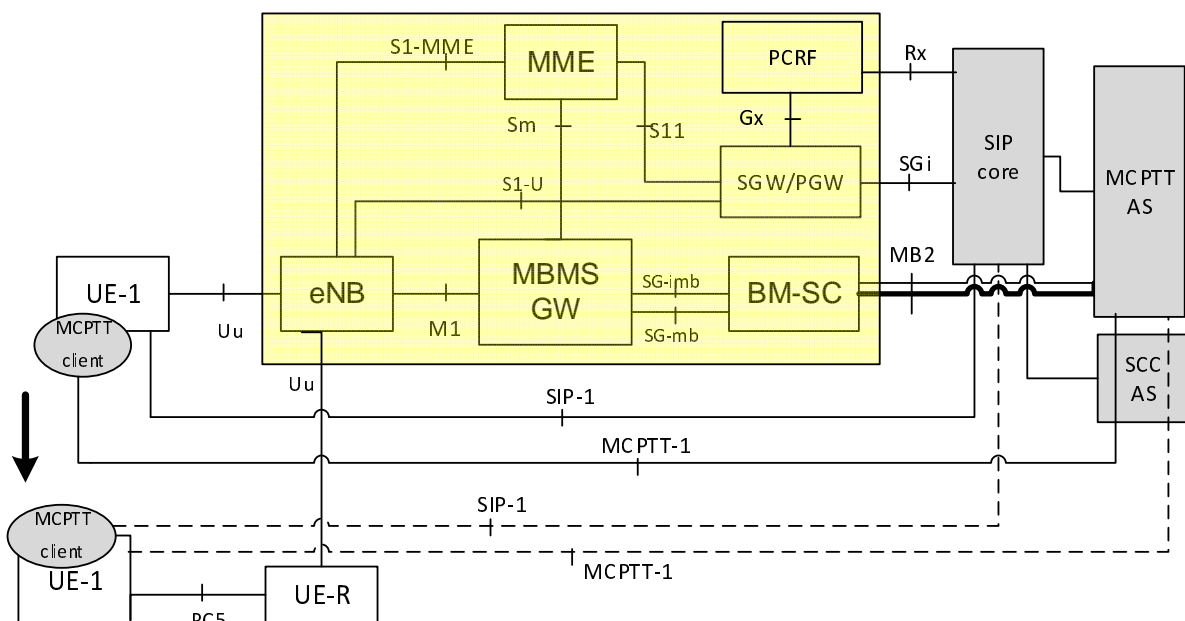 S1-MME
MME
PCRF
Rx
Sm
S11
Gx
SIP
core
MCPTT
AS
S1-U
SGW/PGW
SGi
MB2
UE-1
MCPTT
client
Uu
eNB
M1
MBMS
GW
SG-imb
SG-mb
BM-SC
Uu
SCC
AS
SIP-1
MCPTT-1
SIP-1
MCPTT
client
UE-1
MCPTT-1
UE-R
PC5